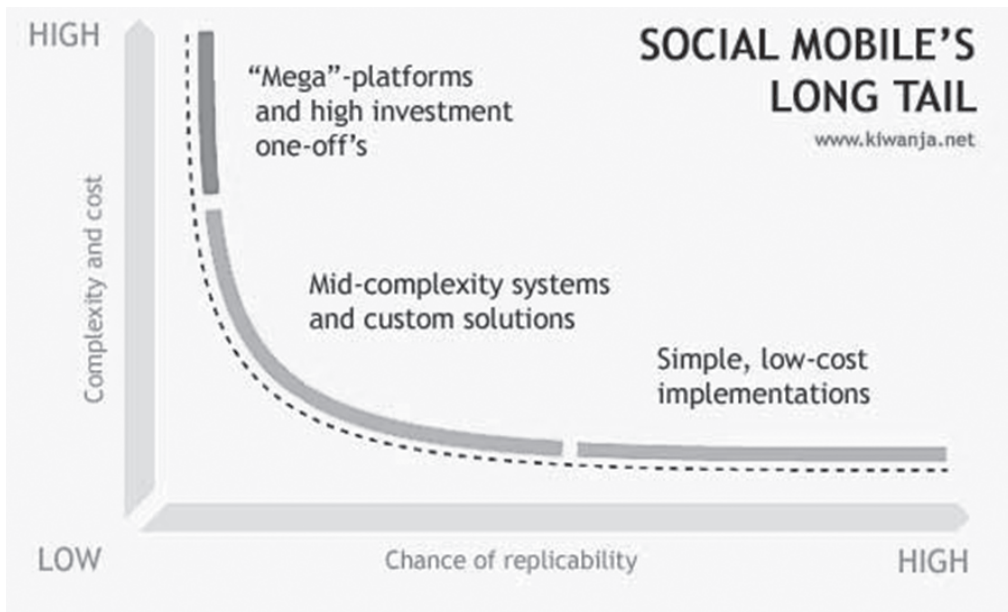 HIGH
SOCIAL MOBILE’S
LONG TAIL
www.kiwanja.net
“Mega”-platforms
and high investment
one-off’s
Complexity and cost
Mid-complexity systems
and custom solutions
Simple, low-cost
implementations
LOW
Chance of replicability
HIGH